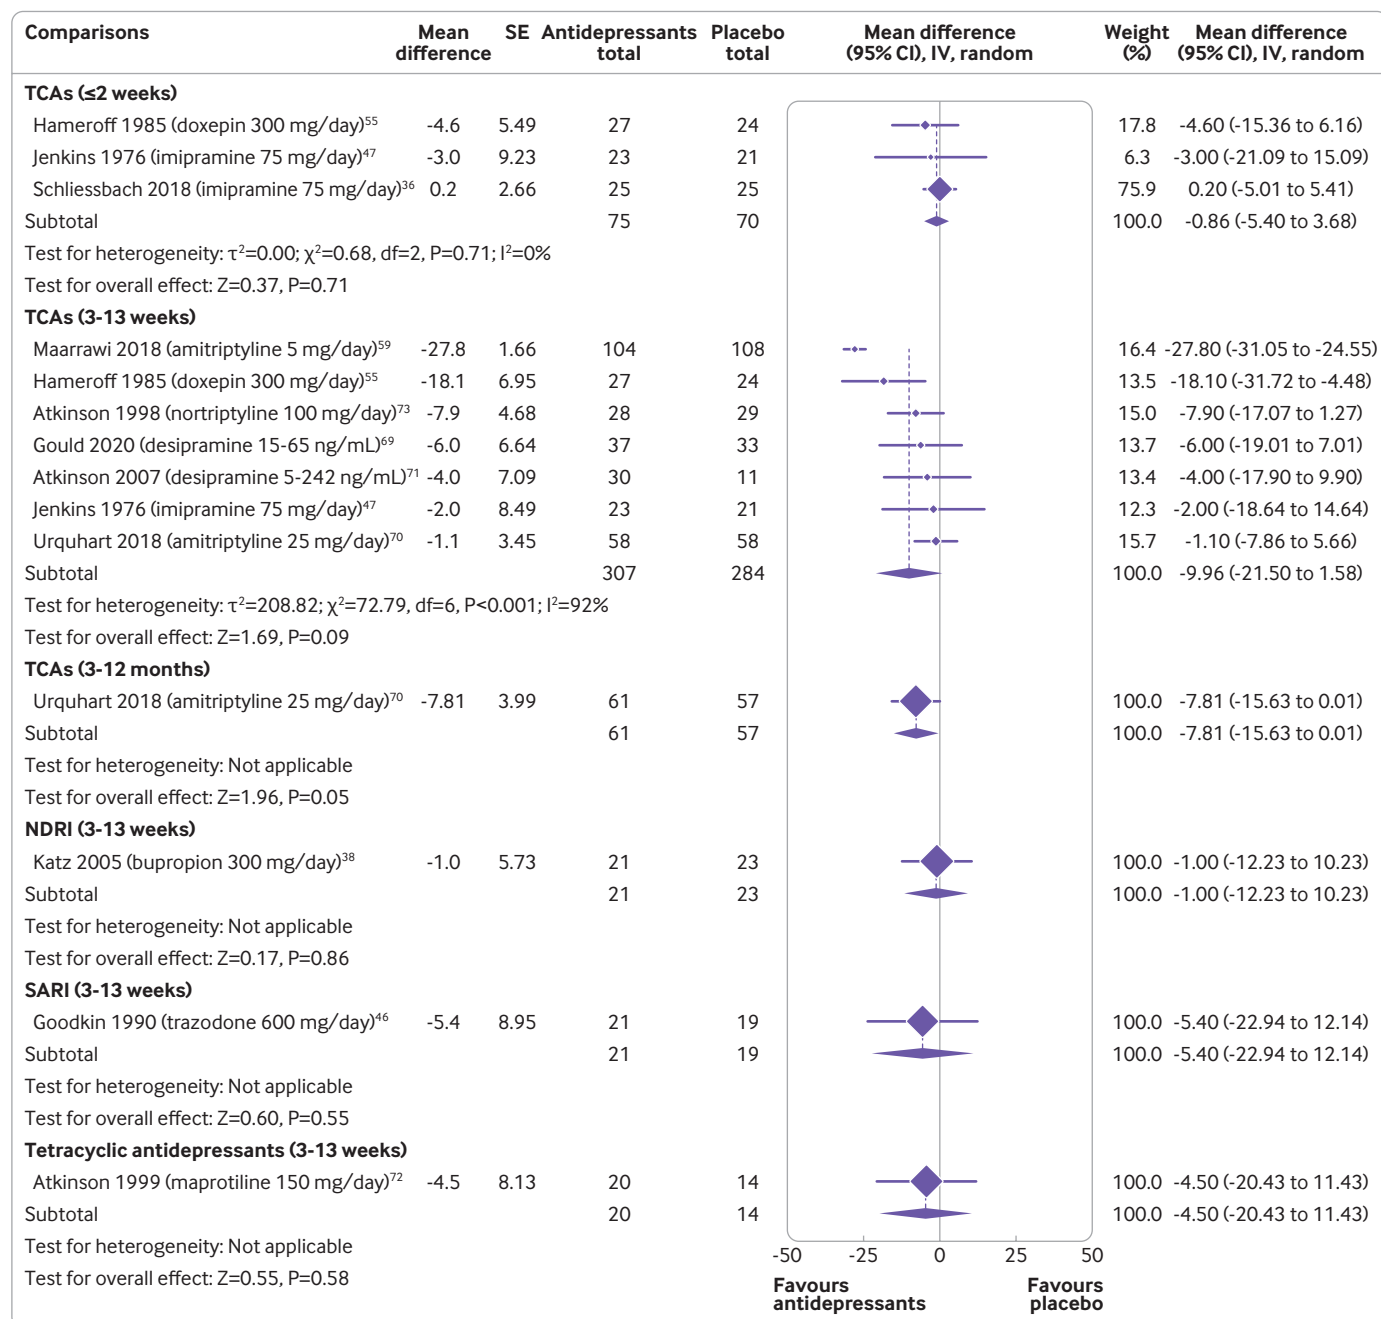 Comparisons Mean difference SE Antidepressants total Placebo total Mean difference (95% CI), IV, random Weight (%) Mean difference (95% CI), IV, random
TCAs (≤2 weeks)
Hameroff 1985 (doxepin 300 mg/day)55 -4.6 5.49 27 24 17.8 -4.60 (-15.36 to 6.16)
Jenkins 1976 (imipramine 75 mg/day)47 -3.0 9.23 23 21 6.3 -3.00 (-21.09 to 15.09)
Schliessbach 2018 (imipramine 75 mg/day)36 0.2 2.66 25 25 75.9 0.20 (-5.01 to 5.41)
Subtotal 75 70 100.0 -0.86 (-5.40 to 3.68)
Test for heterogeneity: τ2=0.00; χ2=0.68, df=2, P=0.71; I2=0%
Test for overall effect: Z=0.37, P=0.71
TCAs (3-13 weeks)
Maarrawi 2018 (amitriptyline 5 mg/day)59 -27.8 1.66 104 108 16.4 -27.80 (-31.05 to -24.55)
Hameroff 1985 (doxepin 300 mg/day)55 -18.1 6.95 27 24 13.5 -18.10 (-31.72 to -4.48)
Atkinson 1998 (nortriptyline 100 mg/day)73 -7.9 4.68 28 29 15.0 -7.90 (-17.07 to 1.27)
Gould 2020 (desipramine 15-65 ng/mL)69 -6.0 6.64 37 33 13.7 -6.00 (-19.01 to 7.01)
Atkinson 2007 (desipramine 5-242 ng/mL)71 -4.0 7.09 30 11 13.4 -4.00 (-17.90 to 9.90)
Jenkins 1976 (imipramine 75 mg/day)47 -2.0 8.49 23 21 12.3 -2.00 (-18.64 to 14.64)
Urquhart 2018 (amitriptyline 25 mg/day)70 -1.1 3.45 58 58 15.7 -1.10 (-7.86 to 5.66)
Subtotal 307 284 100.0 -9.96 (-21.50 to 1.58)
Test for heterogeneity: τ2=208.82; χ2=72.79, df=6, P<0.001; I2=92%
Test for overall effect: Z=1.69, P=0.09
TCAs (3-12 months)
Urquhart 2018 (amitriptyline 25 mg/day)70 -7.81 3.99 61 57 100.0 -7.81 (-15.63 to 0.01)
Subtotal 61 57 100.0 -7.81 (-15.63 to 0.01)
Test for heterogeneity: Not applicable
Test for overall effect: Z=1.96, P=0.05
NDRI (3-13 weeks)
Katz 2005 (bupropion 300 mg/day)38 -1.0 5.73 21 23 100.0 -1.00 (-12.23 to 10.23)
Subtotal 21 23 100.0 -1.00 (-12.23 to 10.23)
Test for heterogeneity: Not applicable
Test for overall effect: Z=0.17, P=0.86
SARI (3-13 weeks)
Goodkin 1990 (trazodone 600 mg/day)46 -5.4 8.95 21 19 100.0 -5.40 (-22.94 to 12.14)
Subtotal 21 19 100.0 -5.40 (-22.94 to 12.14)
Test for heterogeneity: Not applicable
Test for overall effect: Z=0.60, P=0.55
Tetracyclic antidepressants (3-13 weeks)
Atkinson 1999 (maprotiline 150 mg/day)72 -4.5 8.13 20 14 100.0 -4.50 (-20.43 to 11.43)
Subtotal 20 14 100.0 -4.50 (-20.43 to 11.43)
Test for heterogeneity: Not applicable
Test for overall effect: Z=0.55, P=0.58
-50 -25 0 25 50
Favours antidepressants Favours placebo